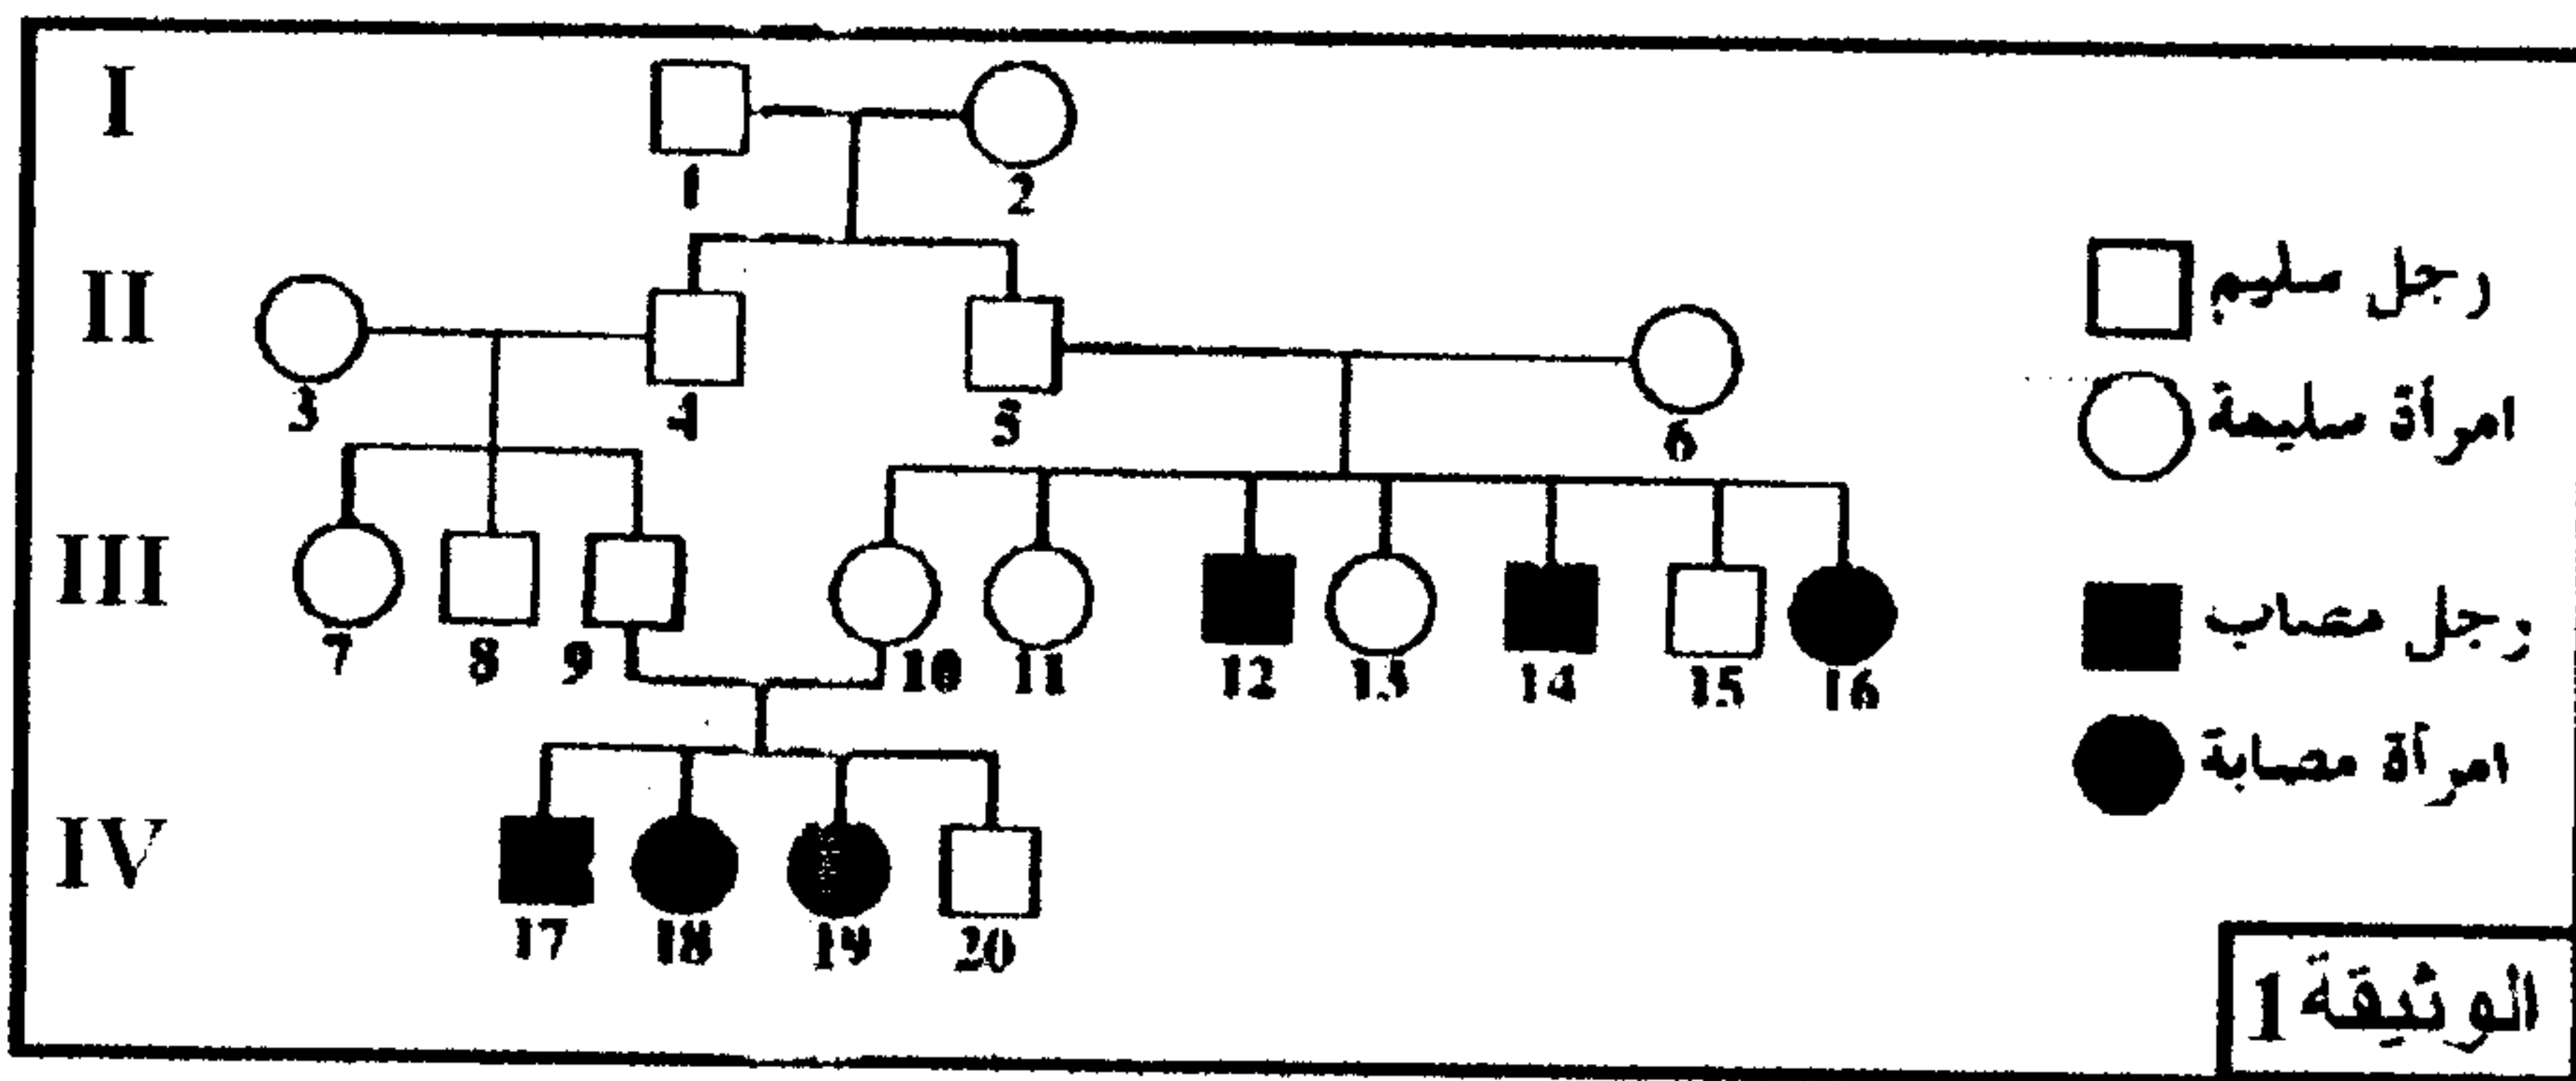 I
1 2
II
3 4 5 6
III
7 8 9 10 11 12 13 14 15 16
IV
17 18 19 20
رجل سليم
امرأة سليمة
رجل مصاب
امرأة مصابة
الوثيقة 1